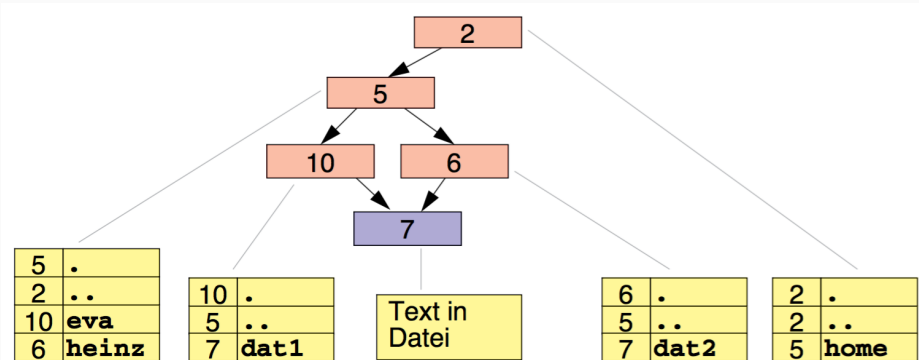 2
5
10
6
7
5 .
2 ..
10 eva
6 heinz
10 .
5 ..
7 dat1
Text in
Datei
6 .
5 ..
7 dat2
2 .
2 ..
5 home